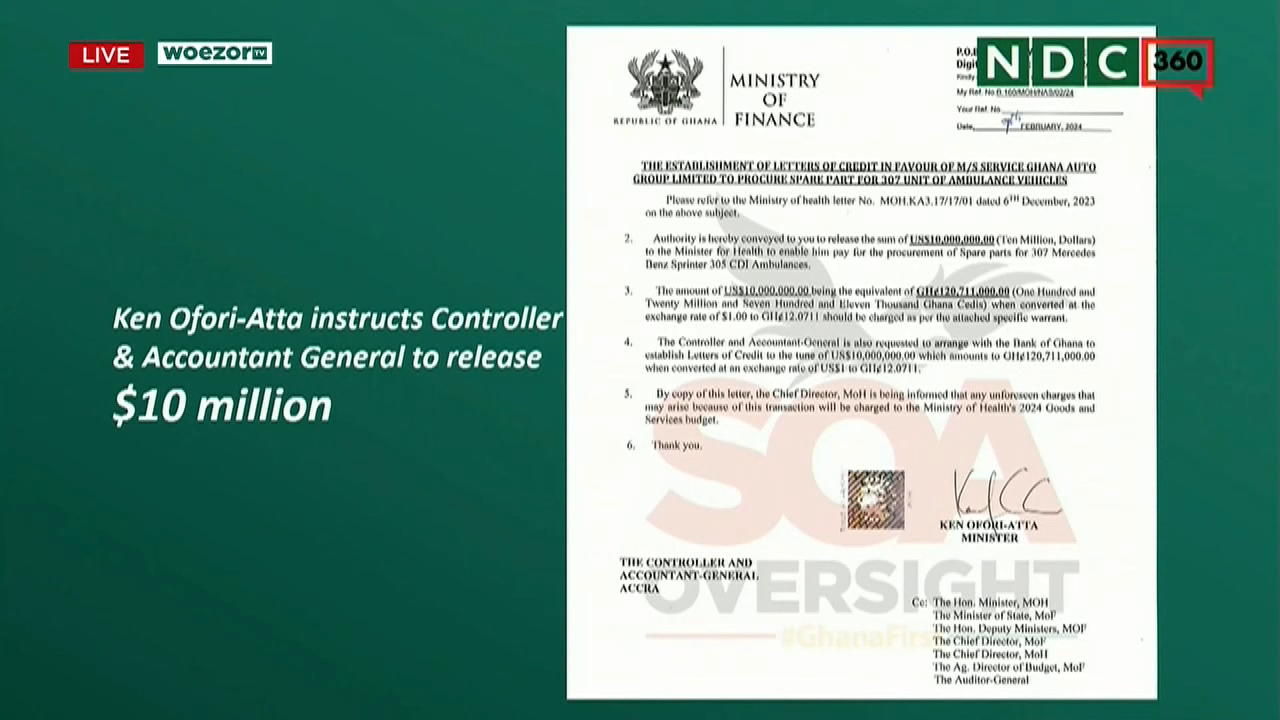 LIVE
woezor TV
NDC 360
REPUBLIC OF GHANA
MINISTRY
OF
FINANCE
P.O.
Digit
Kindly
My Ref. No
Your Ref. No
Date, 7th FEBRUARY, 2024
THE ESTABLISHMENT OF LETTERS OF CREDIT IN FAVOUR OF M/S SERVICE GHANA AUTO
GROUP LIMITED TO PROCURE SPARE PART FOR 307 UNIT OF AMBULANCE VEHICLES
Please refer to the Ministry of health letter No. MOH.KA3.17/17/01 dated 6TH December, 2023
on the above subject.
2. Authority is hereby conveyed to you to release the sum of US$10,000,000.00 (Ten Million, Dollars)
to the Minister for Health to enable him pay for the procurement of Spare parts for 307 Mercedes
Benz Sprinter 305 CDI Ambulances.
3. The amount of US$10,000,000.00 being the equivalent of GH¢120,711,000.00 (One Hundred and
Twenty Million and Seven Hundred and Eleven Thousand Ghana Cedis) when converted at the
exchange rate of $1.00 to GH¢12.0711 should be charged as per the attached specific warrant.
4. The Controller and Accountant-General is also requested to arrange with the Bank of Ghana to
establish Letters of Credit to the tune of US$10,000,000.00 which amounts to GH¢120,711,000.00
when converted at an exchange rate of US$1 to GH¢12.0711.
5. By copy of this letter, the Chief Director, MoH is being informed that any unforeseen charges that
may arise because of this transaction will be charged to the Ministry of Health's 2024 Goods and
Services budget.
6. Thank you.
KEN OFORI-ATTA
MINISTER
THE CONTROLLER AND
ACCOUNTANT-GENERAL
ACCRA
Cc: The Hon. Minister, MOH
The Minister of State, MoF
The Hon. Deputy Ministers, MOF
The Chief Director, MoF
The Chief Director, MoH
The Ag. Director of Budget, MoF
The Auditor-General
SOA
OVERSIGHT
#GhanaFirst
Ken Ofori-Atta instructs Controller
& Accountant General to release
$10 million